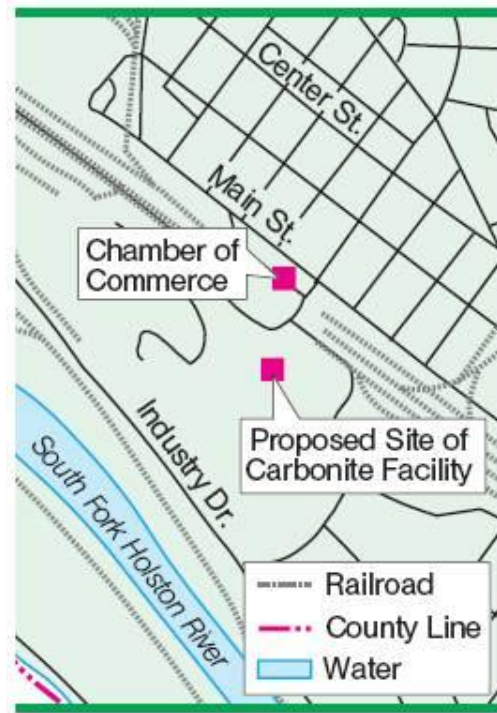 Center St.
Main St.
Chamber of
Commerce
Proposed Site of
Carbonite Facility
Industry Dr.
South Fork Holston River
Railroad
County Line
Water